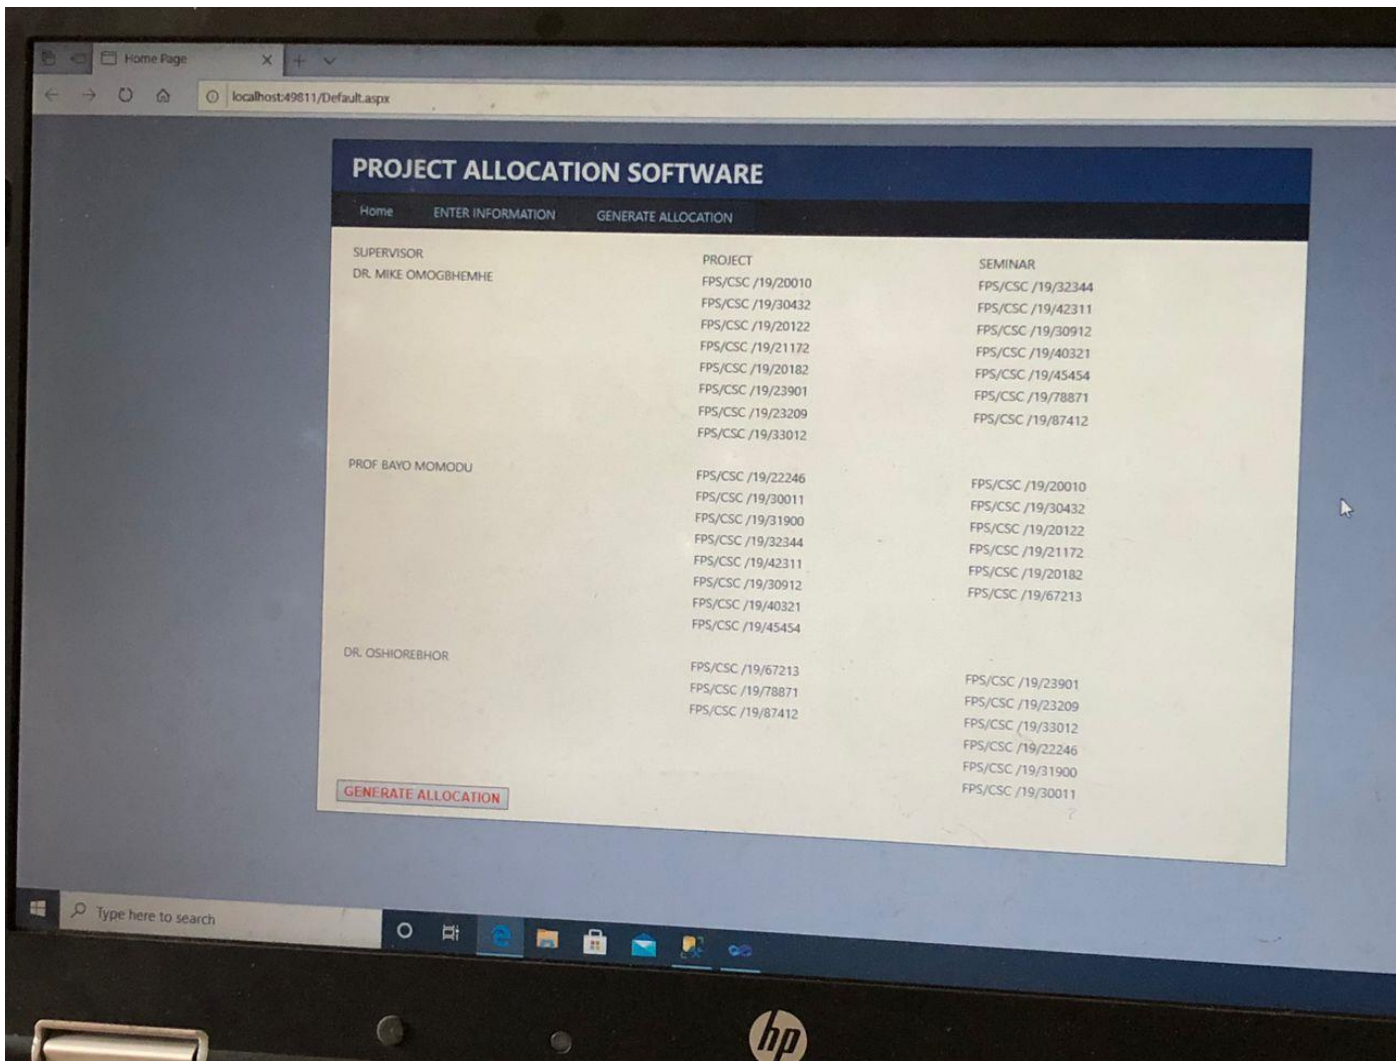 Home Page
localhost:49811/Default.aspx
PROJECT ALLOCATION SOFTWARE
Home ENTER INFORMATION GENERATE ALLOCATION
SUPERVISOR PROJECT SEMINAR
DR. MIKE OMOGBHEMHE FPS/CSC /19/20010 FPS/CSC /19/32344
FPS/CSC /19/30432 FPS/CSC /19/42311
FPS/CSC /19/20122 FPS/CSC /19/30912
FPS/CSC /19/21172 FPS/CSC /19/40321
FPS/CSC /19/20182 FPS/CSC /19/45454
FPS/CSC /19/23901 FPS/CSC /19/78871
FPS/CSC /19/23209 FPS/CSC /19/87412
FPS/CSC /19/33012
PROF BAYO MOMODU FPS/CSC /19/22246 FPS/CSC /19/20010
FPS/CSC /19/30011 FPS/CSC /19/30432
FPS/CSC /19/31900 FPS/CSC /19/20122
FPS/CSC /19/32344 FPS/CSC /19/21172
FPS/CSC /19/42311 FPS/CSC /19/20182
FPS/CSC /19/30912 FPS/CSC /19/67213
FPS/CSC /19/40321
FPS/CSC /19/45454
DR. OSHIOREBHOR FPS/CSC /19/67213 FPS/CSC /19/23901
FPS/CSC /19/78871 FPS/CSC /19/23209
FPS/CSC /19/87412 FPS/CSC /19/33012
FPS/CSC /19/22246
FPS/CSC /19/31900
FPS/CSC /19/30011
GENERATE ALLOCATION
Type here to search
hp